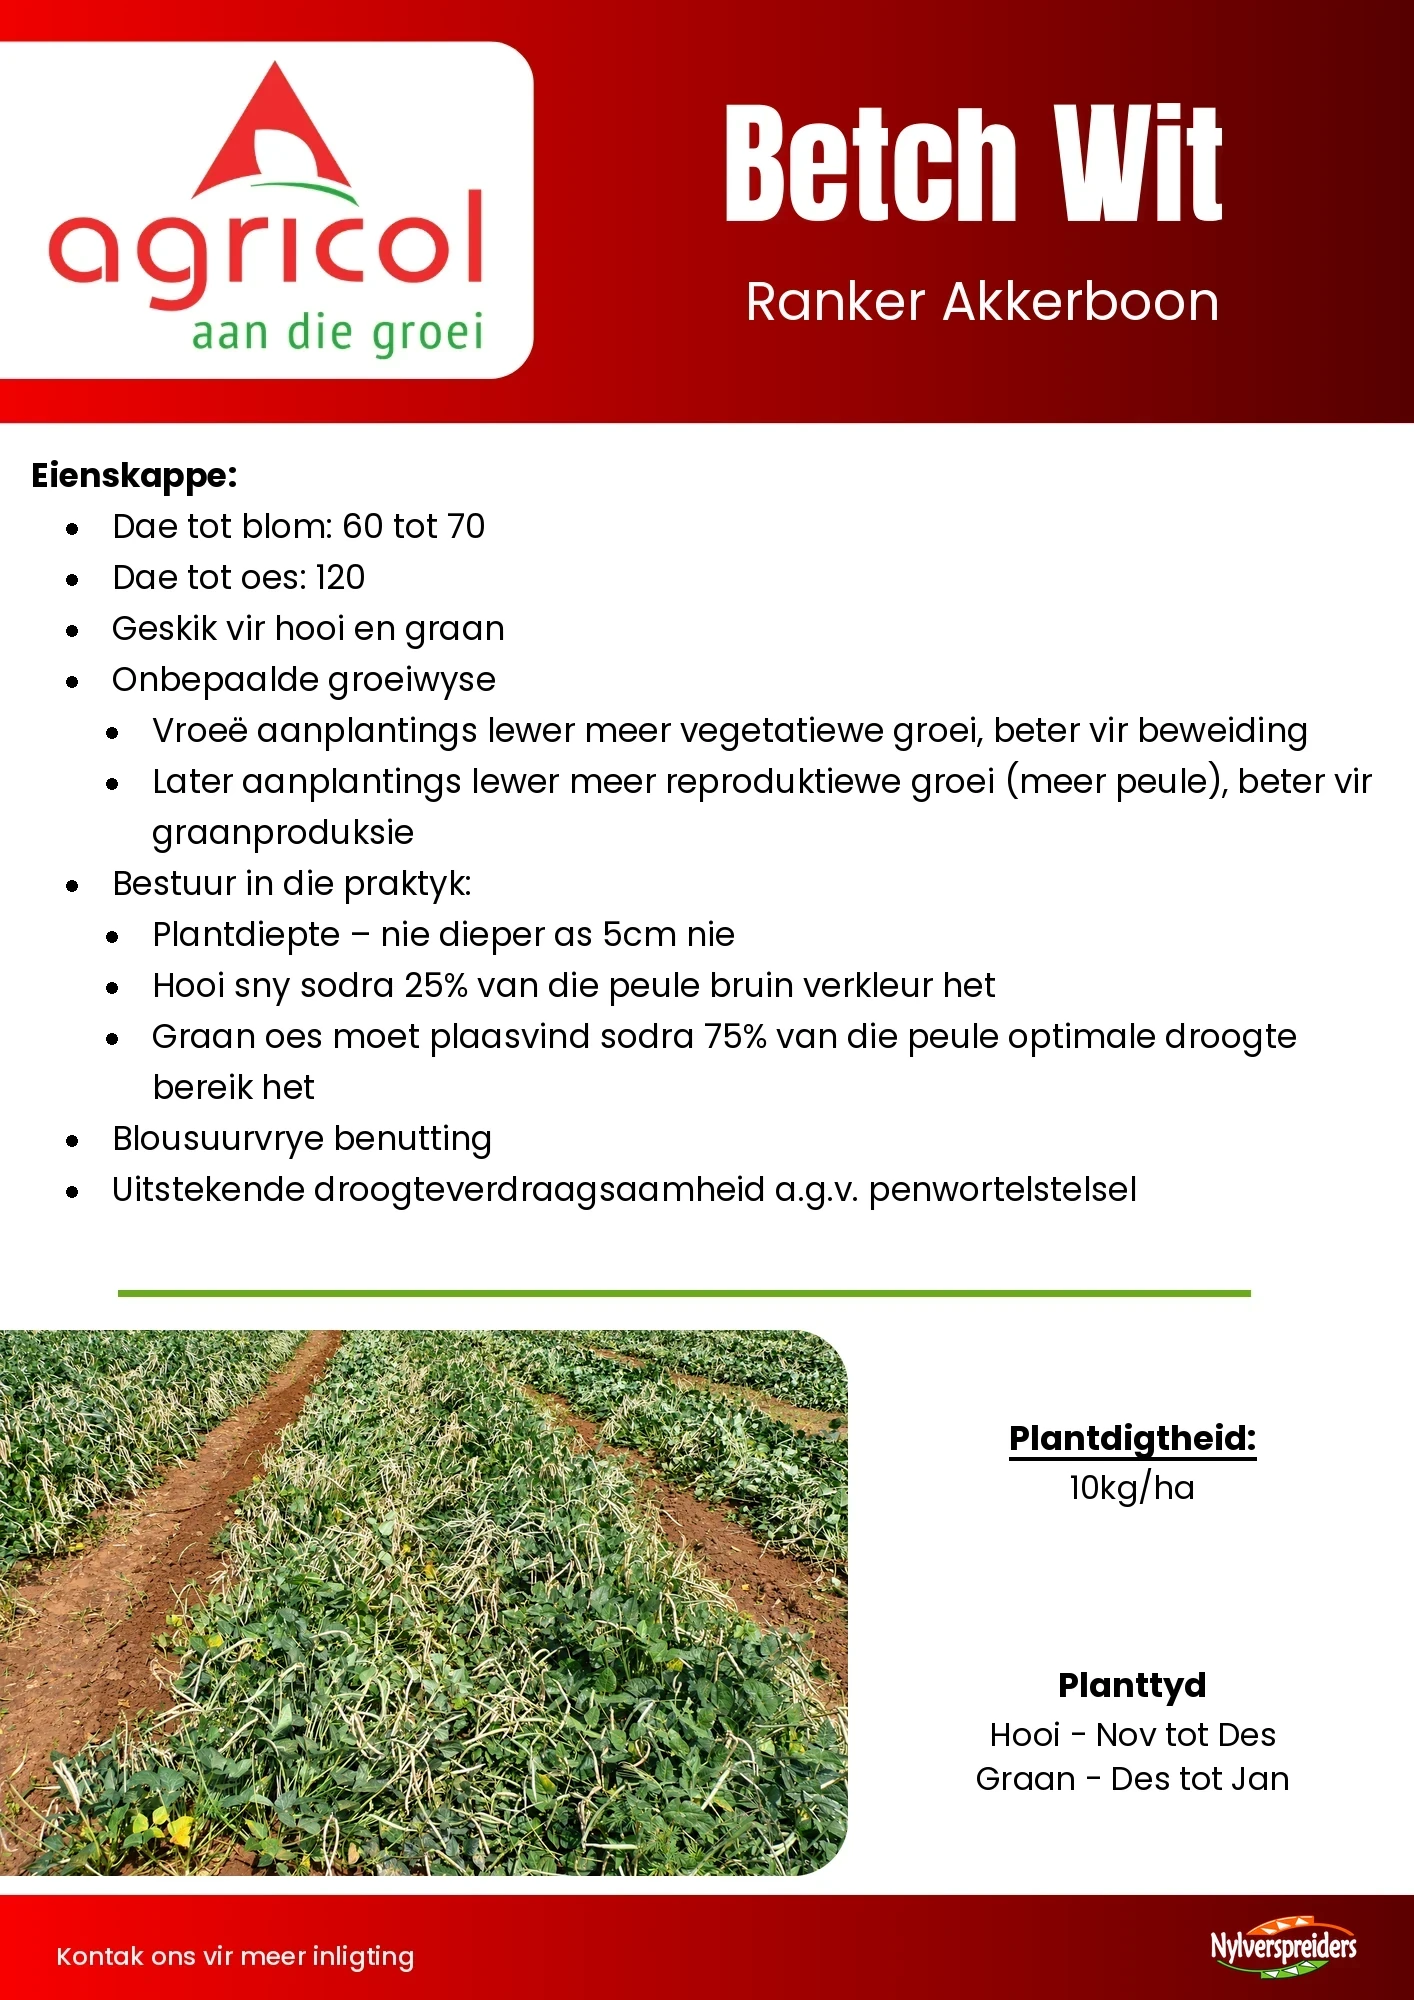 agricol
aan die groei
Betch Wit
Ranker Akkerboon
Eienskappe:
• Dae tot blom: 60 tot 70
• Dae tot oes: 120
• Geskik vir hooi en graan
• Onbepaalde groeiwyse
• Vroeë aanplantings lewer meer vegetatiewe groei, beter vir beweiding
• Later aanplantings lewer meer reproduktiewe groei (meer peule), beter vir
graanproduksie
• Bestuur in die praktyk:
• Plantdiepte – nie dieper as 5cm nie
• Hooi sny sodra 25% van die peule bruin verkleur het
• Graan oes moet plaasvind sodra 75% van die peule optimale droogte
bereik het
• Blousuurvrye benutting
• Uitstekende droogteverdraagsaamheid a.g.v. penwortelstelsel
Plantdigtheid:
10kg/ha
Planttyd
Hooi - Nov tot Des
Graan - Des tot Jan
Kontak ons vir meer inligting
Nylverspreiders